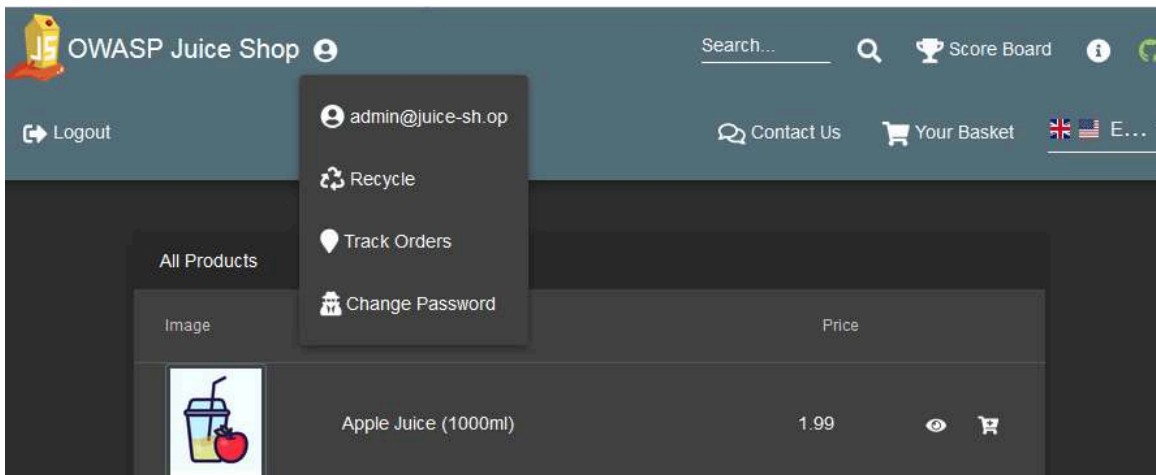 JS OWASP Juice Shop Search... Score Board
Logout Contact Us Your Basket E...
admin@juice-sh.op
Recycle
Track Orders
Change Password
All Products
Image Price
Apple Juice (1000ml) 1.99